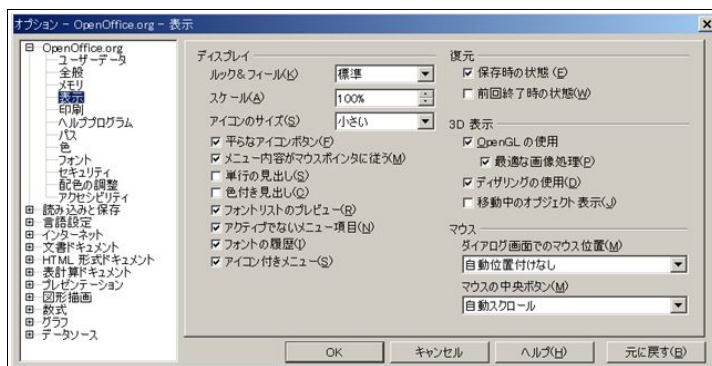 オプション - OpenOffice.org - 表示
OpenOffice.org
ユーザーデータ
全般
メモリ
表示
印刷
ヘルププログラム
パス
色
フォント
セキュリティ
配色の調整
アクセシビリティ
読み込みと保存
言語設定
インターネット
文書ドキュメント
HTML 形式ドキュメント
表計算ドキュメント
プレゼンテーション
図形描画
数式
グラフ
データソース
ディスプレイ
ルック&フィール(K) 標準
スケール(A) 100%
アイコンのサイズ(S) 小さい
平らなアイコンボタン(F)
メニュー内容がマウスポインタに従う(M)
単行の見出し(S)
色付き見出し(C)
フォントリストのプレビュー(R)
アクティブでないメニュー項目(N)
フォントの履歴(I)
アイコン付きメニュー(S)
復元
保存時の状態(E)
前回終了時の状態(W)
3D 表示
OpenGL の使用
最適な画像処理(P)
ディザリングの使用(D)
移動中のオブジェクト表示(J)
マウス
ダイアログ画面でのマウス位置(M)
自動位置付けなし
マウスの中央ボタン(M)
自動スクロール
OK
キャンセル
ヘルプ(H)
元に戻す(B)